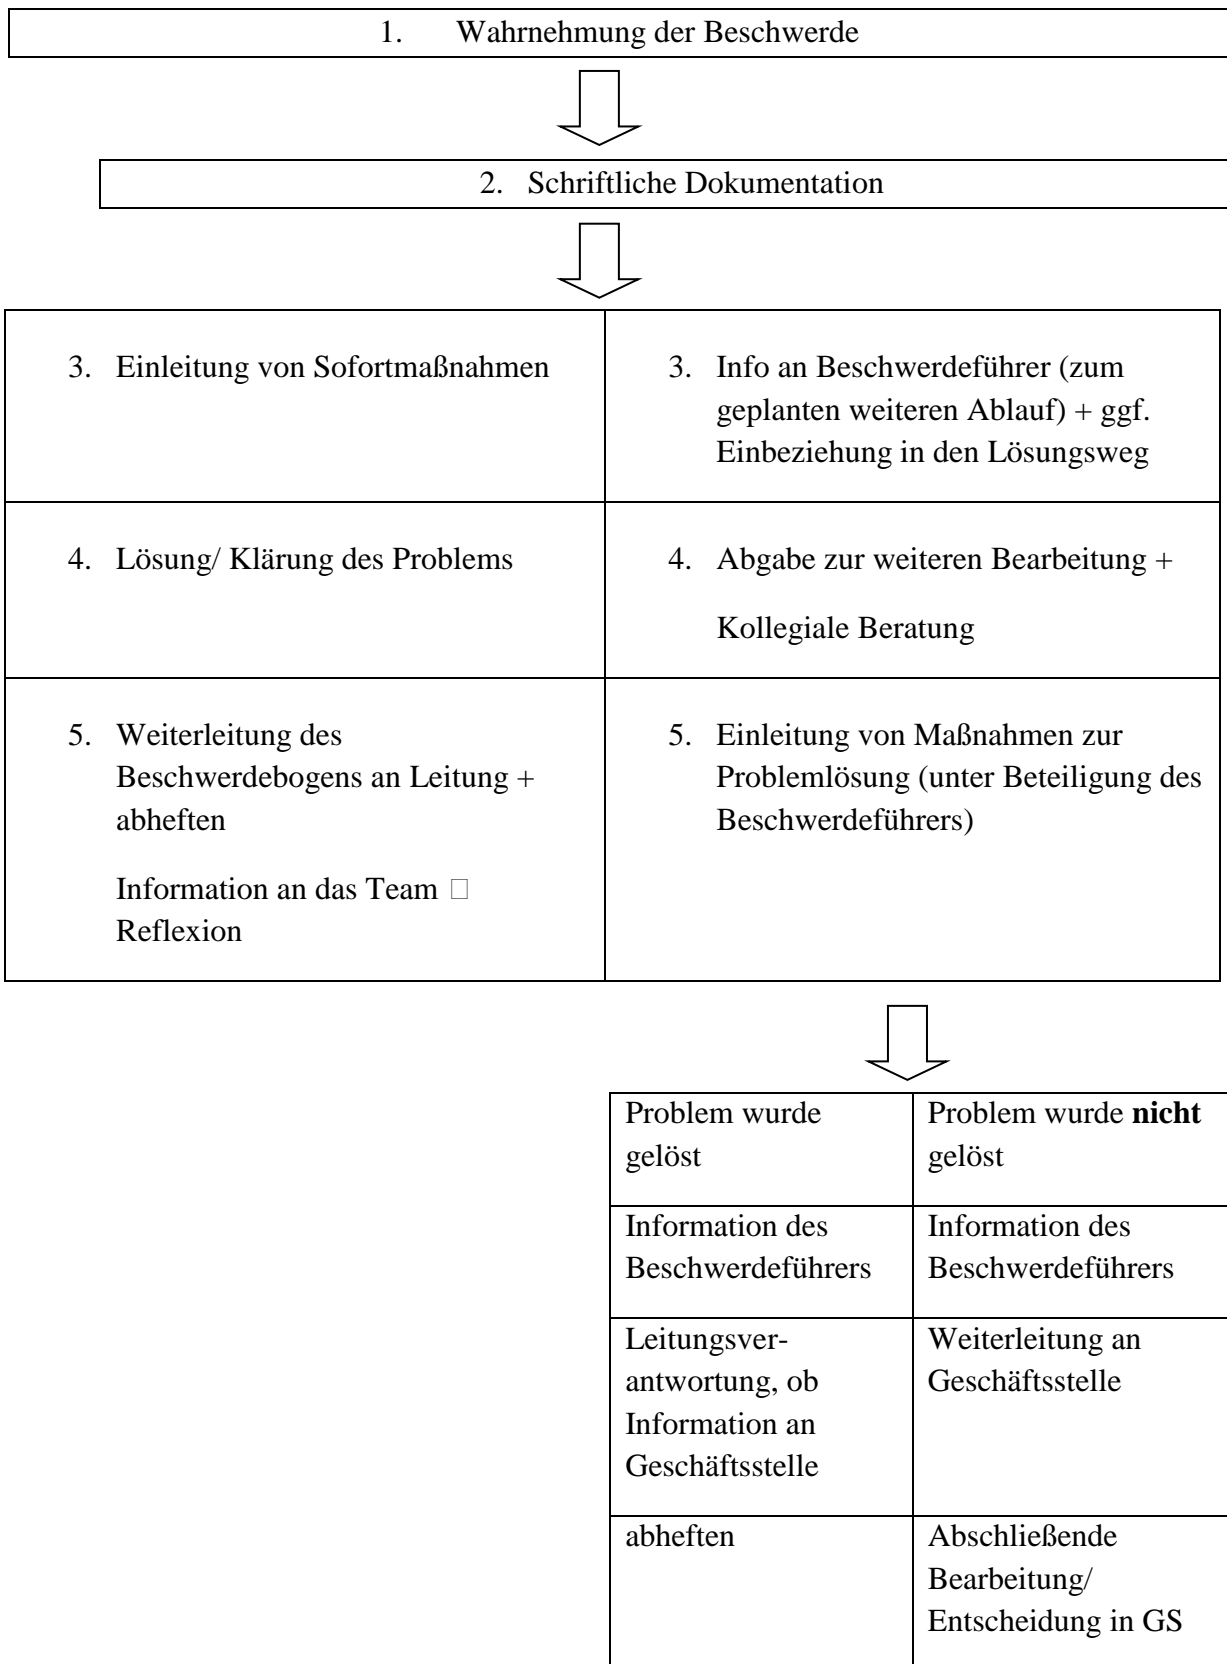 1. Wahrnehmung der Beschwerde
2. Schriftliche Dokumentation
3. Einleitung von Sofortmaßnahmen
3. Info an Beschwerdeführer (zum
geplanten weiteren Ablauf) + ggf.
Einbeziehung in den Lösungsweg
4. Lösung/ Klärung des Problems
4. Abgabe zur weiteren Bearbeitung +
Kollegiale Beratung
5. Weiterleitung des
Beschwerdebogens an Leitung +
abheften
Information an das Team □
Reflexion
5. Einleitung von Maßnahmen zur
Problemlösung (unter Beteiligung des
Beschwerdeführers)
Problem wurde
gelöst
Problem wurde nicht
gelöst
Information des
Beschwerdeführers
Information des
Beschwerdeführers
Leitungsver-
antwortung, ob
Information an
Geschäftsstelle
Weiterleitung an
Geschäftsstelle
abheften
Abschließende
Bearbeitung/
Entscheidung in GS